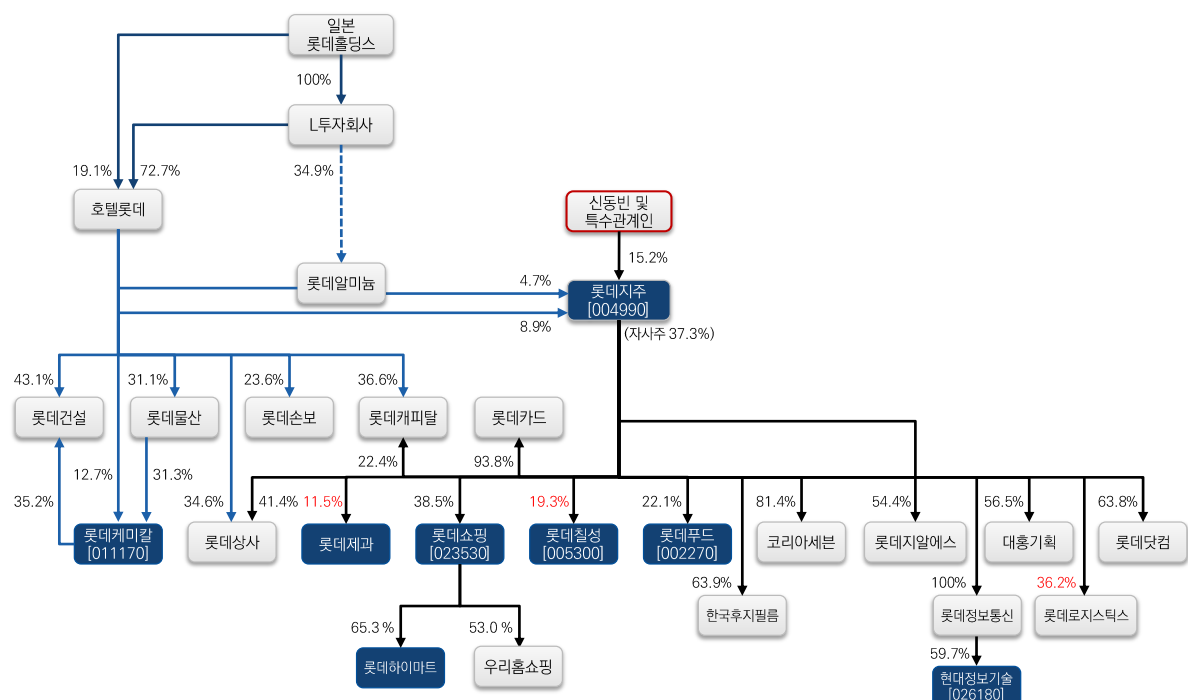 일본
롯데홀딩스
100%
L투자회사
19.1%
72.7%
34.9%
호텔롯데
신동빈 및
특수관계인
15.2%
롯데알미늄
4.7%
롯데지주
[004990]
8.9%
(자사주 37.3%)
43.1%
31.1%
23.6%
36.6%
롯데건설
롯데물산
롯데손보
롯데캐피탈
롯데카드
22.4%
93.8%
35.2%
12.7%
31.3%
34.6%
41.4%
11.5%
38.5%
19.3%
22.1%
81.4%
54.4%
56.5%
63.8%
롯데케미칼
[011170]
롯데상사
롯데제과
롯데쇼핑
[023530]
롯데칠성
[005300]
롯데푸드
[002270]
코리아세븐
롯데지알에스
대홍기획
롯데닷컴
63.9%
100%
36.2%
한국후지필름
롯데정보통신
롯데로지스틱스
65.3 %
53.0 %
59.7%
롯데하이마트
우리홈쇼핑
현대정보기술
[026180]